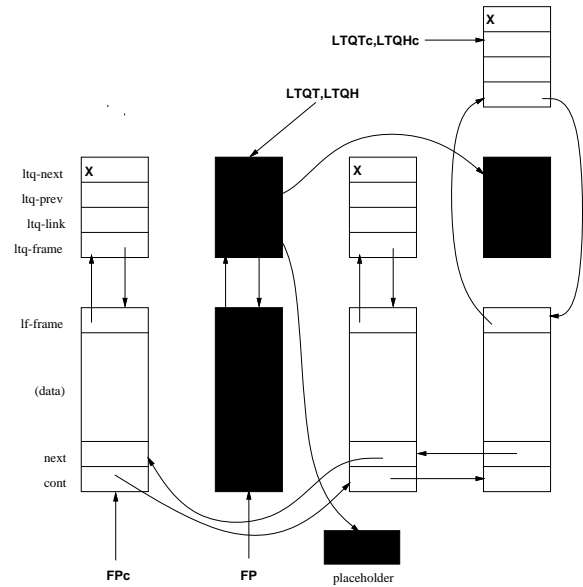 X
LTQTc,LTQHc
LTQT,LTQH
ltq-next
X
X
ltq-prev
ltq-link
ltq-frame
lf-frame
(data)
next
cont
FPc
FP
placeholder